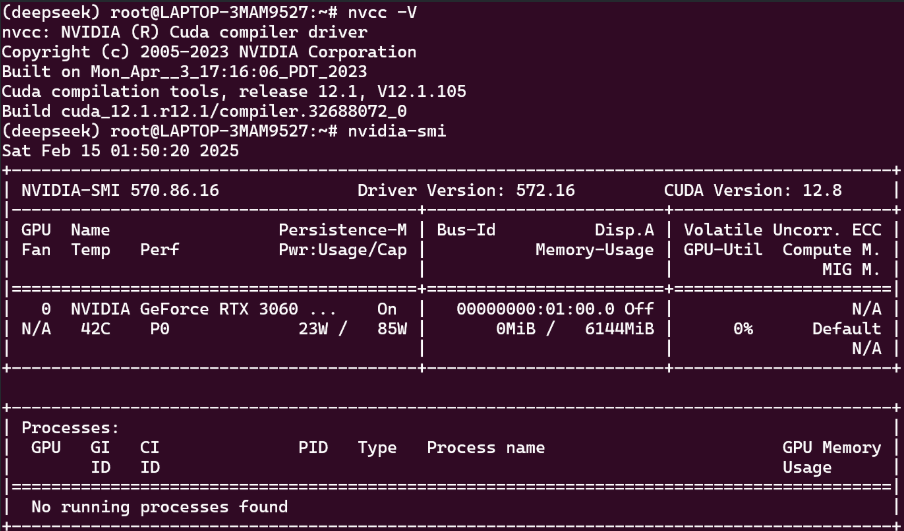 (deepseek) root@LAPTOP-3MAM9527:~# nvcc -V
nvcc: NVIDIA (R) Cuda compiler driver
Copyright (c) 2005-2023 NVIDIA Corporation
Built on Mon_Apr__3_17:16:06_PDT_2023
Cuda compilation tools, release 12.1, V12.1.105
Build cuda_12.1.r12.1/compiler.32688072_0
(deepseek) root@LAPTOP-3MAM9527:~# nvidia-smi
Sat Feb 15 01:50:20 2025
+-----------------------------------------------------------------------------------------+
| NVIDIA-SMI 570.86.16              Driver Version: 572.16         CUDA Version: 12.8     |
|-----------------------------------------+------------------------+----------------------+
| GPU  Name                 Persistence-M | Bus-Id          Disp.A | Volatile Uncorr. ECC |
| Fan  Temp   Perf          Pwr:Usage/Cap |           Memory-Usage | GPU-Util  Compute M. |
|                                         |                        |               MIG M. |
|=========================================+========================+======================|
|   0  NVIDIA GeForce RTX 3060 ...    On  |   00000000:01:00.0 Off |                  N/A |
| N/A   42C    P0             23W /   85W |       0MiB /   6144MiB |      0%      Default |
|                                         |                        |                  N/A |
+-----------------------------------------+------------------------+----------------------+
+-----------------------------------------------------------------------------------------+
| Processes:                                                                              |
|  GPU   GI   CI              PID   Type   Process name                        GPU Memory |
|        ID   ID                                                               Usage      |
|=========================================================================================|
|  No running processes found                                                             |
+-----------------------------------------------------------------------------------------+